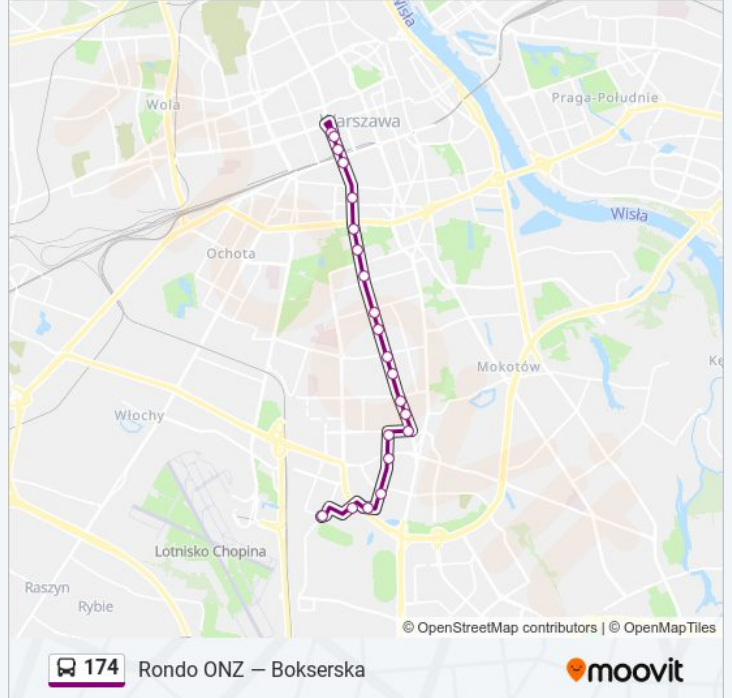 Wisła
Wola
Praga-Południe
Warszawa
Wisła
Ochota
Mokotów
Włochy
Lotnisko Chopina
Raszyn
Rybie
© OpenStreetMap contributors | © OpenMapTiles
174 Rondo ONZ — Bokserska moovit